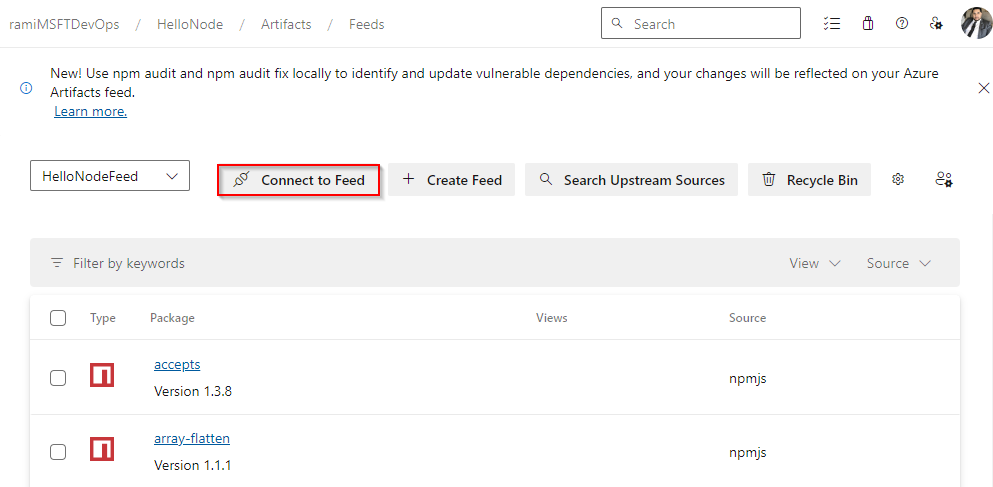 ramiMSFTDevOps / HelloNode / Artifacts / Feeds Search
New! Use npm audit and npm audit fix locally to identify and update vulnerable dependencies, and your changes will be reflected on your Azure
Artifacts feed.
Learn more.
HelloNodeFeed Connect to Feed Create Feed Search Upstream Sources Recycle Bin
Filter by keywords View Source
Type Package Views Source
accepts
Version 1.3.8 npmjs
array-flatten
Version 1.1.1 npmjs